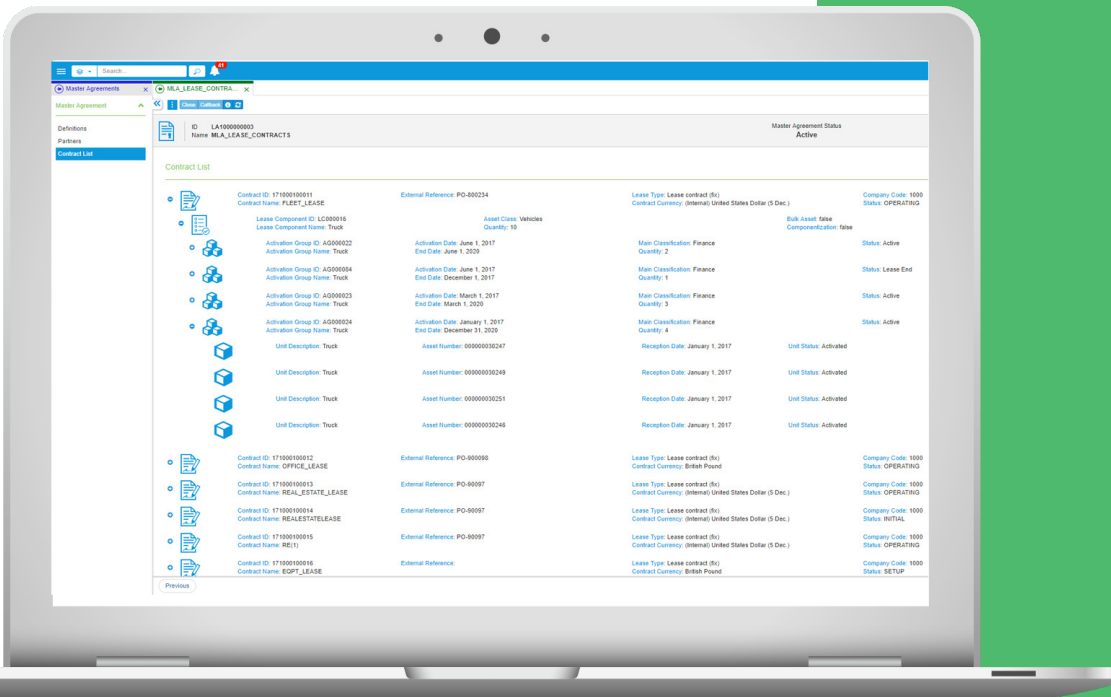 41
Search...
Master Agreements x MLA_LEASE_CONTRA... x
Master Agreement
Close Callback
Definitions
Partners
Contract List
ID LA1000000003 Master Agreement Status
Name MLA_LEASE_CONTRACTS Active
Contract List
Contract ID: 171000100011 External Reference: PO-800234 Lease Type: Lease contract (fix) Company Code: 1000
Contract Name: FLEET_LEASE Contract Currency: (Internal) United States Dollar (5 Dec.) Status: OPERATING
Lease Component ID: LC000016 Asset Class: Vehicles Bulk Asset: false
Lease Component Name: Truck Quantity: 10 Componentization: false
Activation Group ID: AG000022 Activation Date: June 1, 2017 Main Classification: Finance Status: Active
Activation Group Name: Truck End Date: June 1, 2020 Quantity: 2
Activation Group ID: AG000084 Activation Date: June 1, 2017 Main Classification: Finance Status: Lease End
Activation Group Name: Truck End Date: December 1, 2017 Quantity: 1
Activation Group ID: AG000023 Activation Date: March 1, 2017 Main Classification: Finance Status: Active
Activation Group Name: Truck End Date: March 1, 2020 Quantity: 3
Activation Group ID: AG000024 Activation Date: January 1, 2017 Main Classification: Finance Status: Active
Activation Group Name: Truck End Date: December 31, 2020 Quantity: 4
Unit Description: Truck Asset Number: 000000030247 Reception Date: January 1, 2017 Unit Status: Activated
Unit Description: Truck Asset Number: 000000030249 Reception Date: January 1, 2017 Unit Status: Activated
Unit Description: Truck Asset Number: 000000030251 Reception Date: January 1, 2017 Unit Status: Activated
Unit Description: Truck Asset Number: 000000030246 Reception Date: January 1, 2017 Unit Status: Activated
Contract ID: 171000100012 External Reference: PO-900098 Lease Type: Lease contract (fix) Company Code: 1000
Contract Name: OFFICE_LEASE Contract Currency: British Pound Status: OPERATING
Contract ID: 171000100013 External Reference: PO-90097 Lease Type: Lease contract (fix) Company Code: 1000
Contract Name: REAL_ESTATE_LEASE Contract Currency: (Internal) United States Dollar (5 Dec.) Status: OPERATING
Contract ID: 171000100014 External Reference: PO-90097 Lease Type: Lease contract (fix) Company Code: 1000
Contract Name: REALESTATELEASE Contract Currency: (Internal) United States Dollar (5 Dec.) Status: INITIAL
Contract ID: 171000100015 External Reference: PO-90097 Lease Type: Lease contract (fix) Company Code: 1000
Contract Name: RE(1) Contract Currency: (Internal) United States Dollar (5 Dec.) Status: OPERATING
Contract ID: 171000100016 External Reference: Lease Type: Lease contract (fix) Company Code: 1000
Contract Name: EQPT_LEASE Contract Currency: British Pound Status: SETUP
Previous